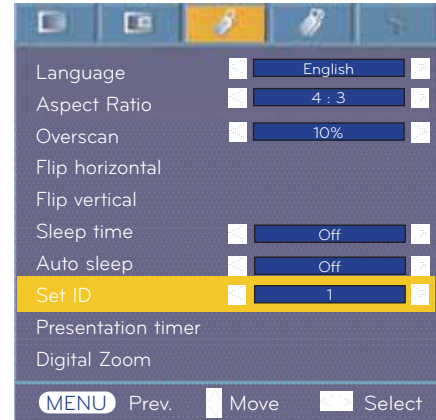 Language English
Aspect Ratio 4 : 3
Overscan 10%
Flip horizontal
Flip vertical
Sleep time Off
Auto sleep Off
Set ID 1
Presentation timer
Digital Zoom
MENU Prev. Move Select